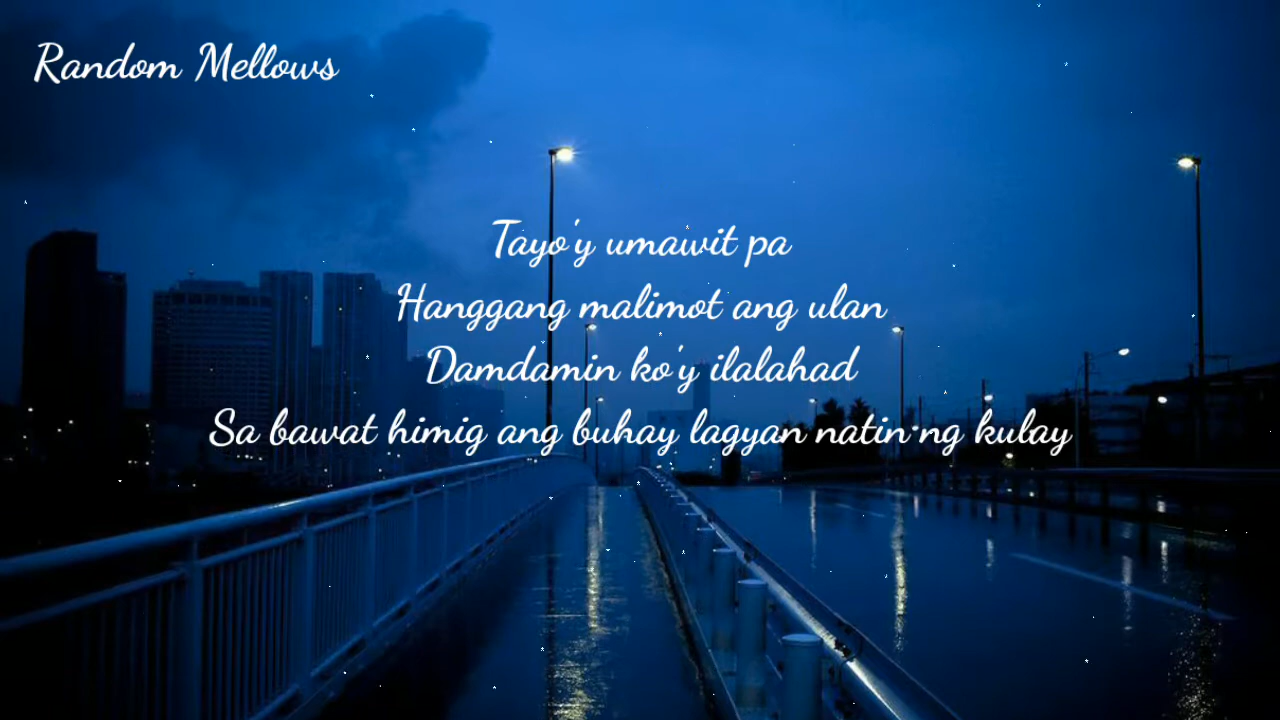 Random Mellows
Tayo'y umawit pa
Hanggang malimot ang ulan
Damdamin ko'y ilalahad
Sa bawat himig ang buhay lagyan natin ng kulay